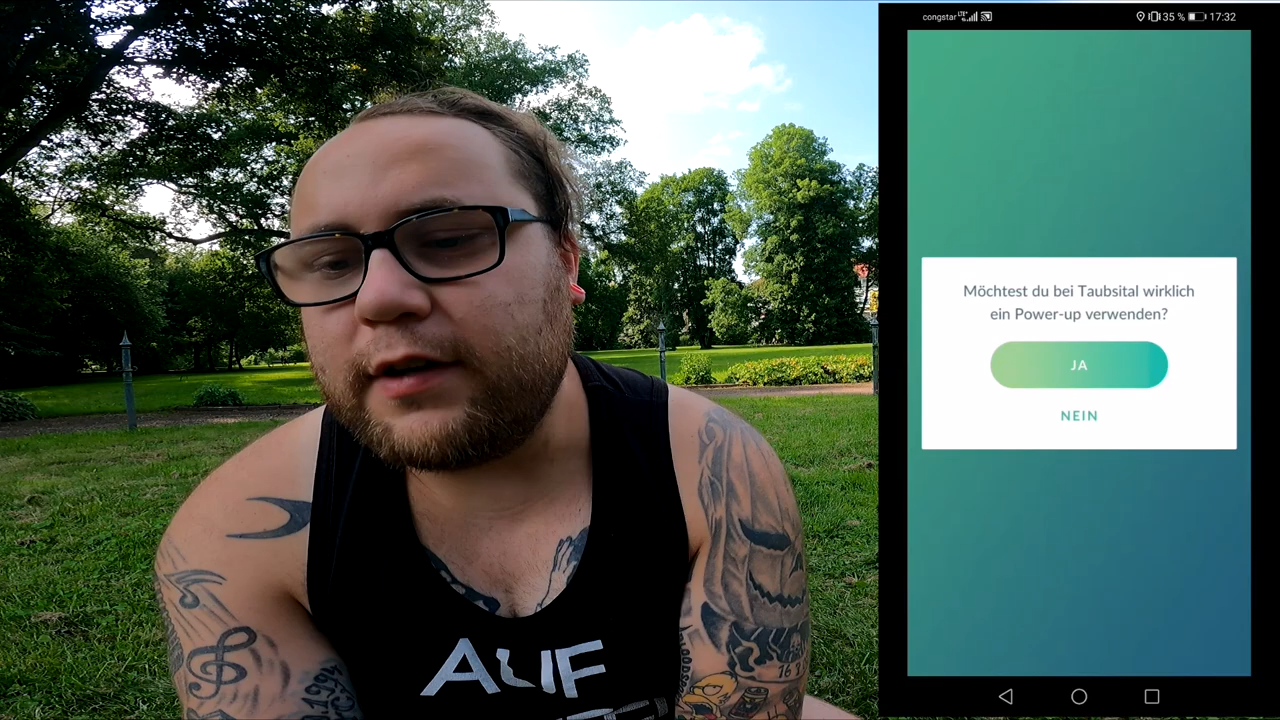 congstar 35 % 17:32
Möchtest du bei Taubsital wirklich
ein Power-up verwenden?
JA
NEIN
AUF